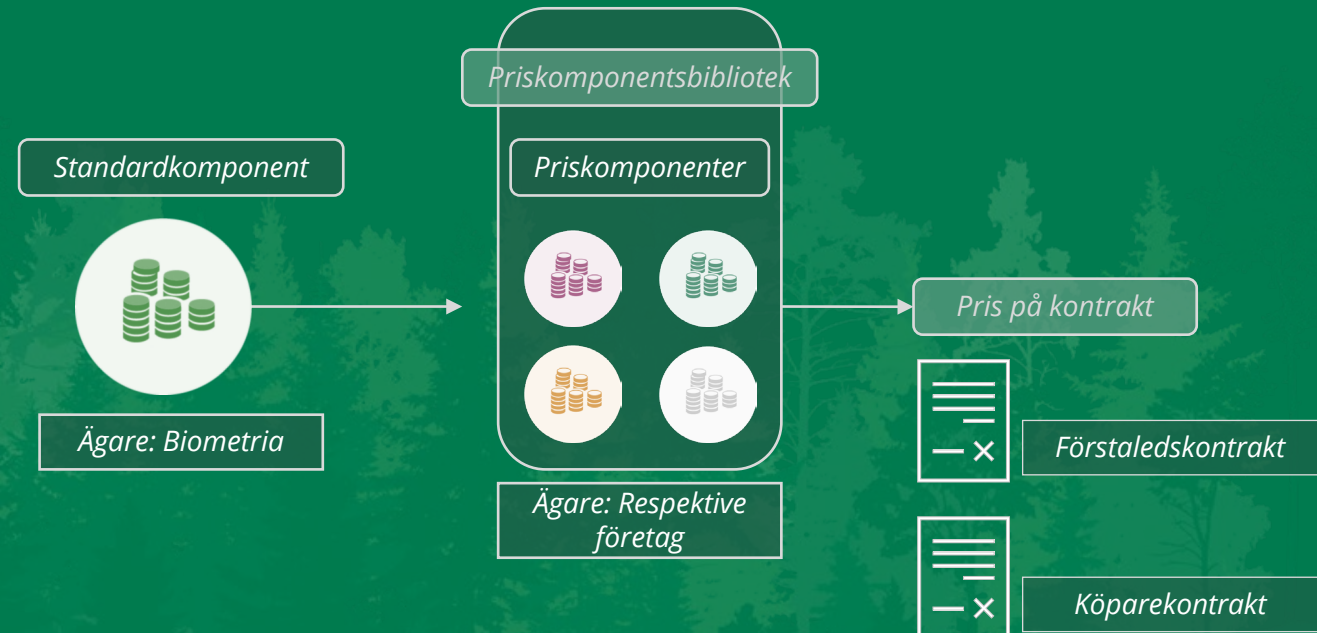 Priskomponentsbibliotek
Standardkomponent
Priskomponenter
Pris på kontrakt
Ägare: Biometria
Förstaledskontrakt
Ägare: Respektive
företag
Köparekontrakt